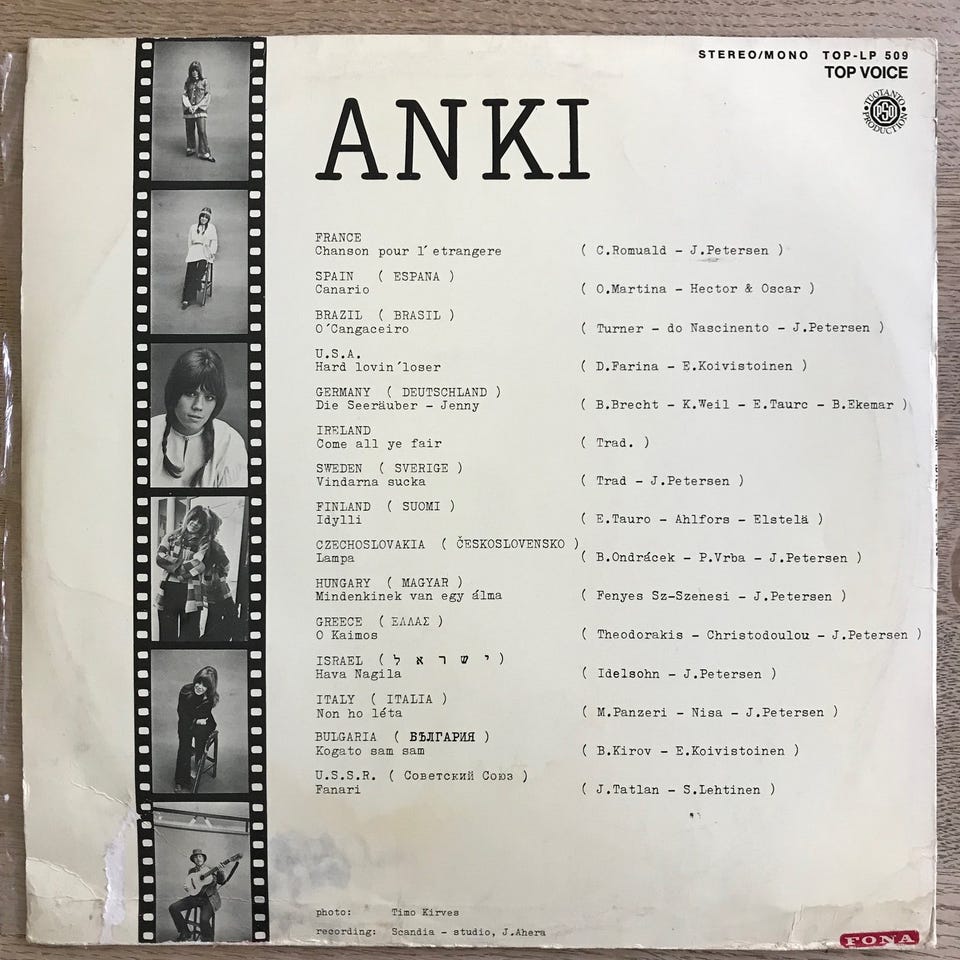 STEREO/MONO TOP-LP 509
TOP VOICE
TUOTANTO
PSO
PRODUCTION
ANKI
FRANCE
Chanson pour l´etrangere ( C.Romuald - J.Petersen )
SPAIN ( ESPANA )
Canario ( O.Martina - Hector & Oscar )
BRAZIL ( BRASIL )
O´Cangaceiro ( Turner - do Nascinento - J.Petersen )
U.S.A.
Hard lovin´loser ( D.Farina - E.Koivistoinen )
GERMANY ( DEUTSCHLAND )
Die Seeräuber - Jenny ( B.Brecht - K.Weil - E.Taurc - B.Ekemar )
IRELAND
Come all ye fair ( Trad. )
SWEDEN ( SVERIGE )
Vindarna sucka ( Trad - J.Petersen )
FINLAND ( SUOMI )
Idylli ( E.Tauro - Ahlfors - Elstelä )
CZECHOSLOVAKIA ( ČESKOSLOVENSKO )
Lampa ( B.Ondrácek - P.Vrba - J.Petersen )
HUNGARY ( MAGYAR )
Mindenkinek van egy álma ( Fenyes Sz-Szenesi - J.Petersen )
GREECE ( ΕΛΛΑΣ )
O Kaimos ( Theodorakis - Christodoulou - J.Petersen )
ISRAEL ( י ש ר א ל )
Hava Nagila ( Idelsohn - J.Petersen )
ITALY ( ITALIA )
Non ho léta ( M.Panzeri - Nisa - J.Petersen )
BULGARIA ( БЪЛГАРИЯ )
Kogato sam sam ( B.Kirov - E.Koivistoinen )
U.S.S.R. ( Советский Союз )
Fanari ( J.Tatlan - S.Lehtinen )
photo: Timo Kirves
recording: Scandia - studio, J.Ahera
FONA